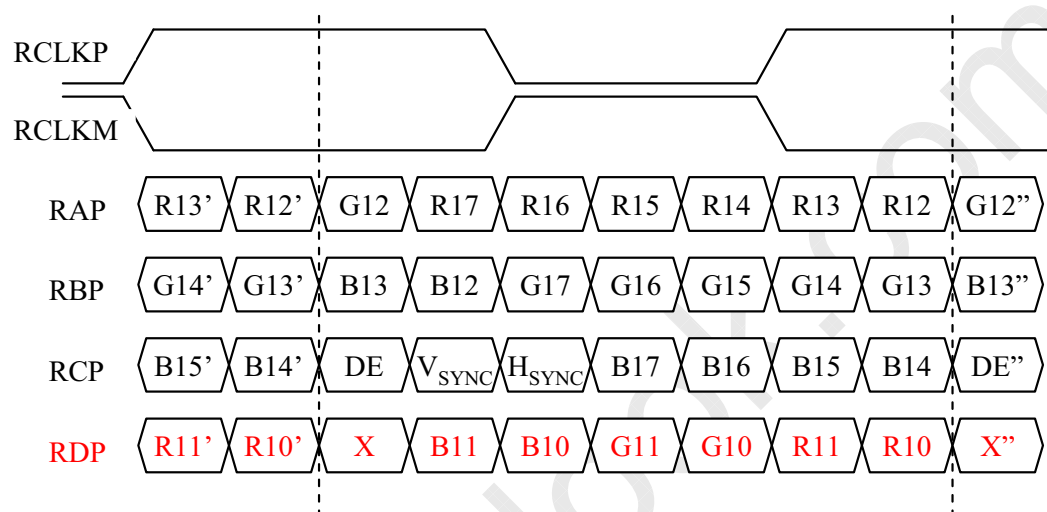 RCLKP
RCLKM
RAP R13’ R12’ G12 R17 R16 R15 R14 R13 R12 G12”
RBP G14’ G13’ B13 B12 G17 G16 G15 G14 G13 B13”
RCP B15’ B14’ DE VSYNC HSYNC B17 B16 B15 B14 DE”
RDP R11’ R10’ X B11 B10 G11 G10 R11 R10 X”